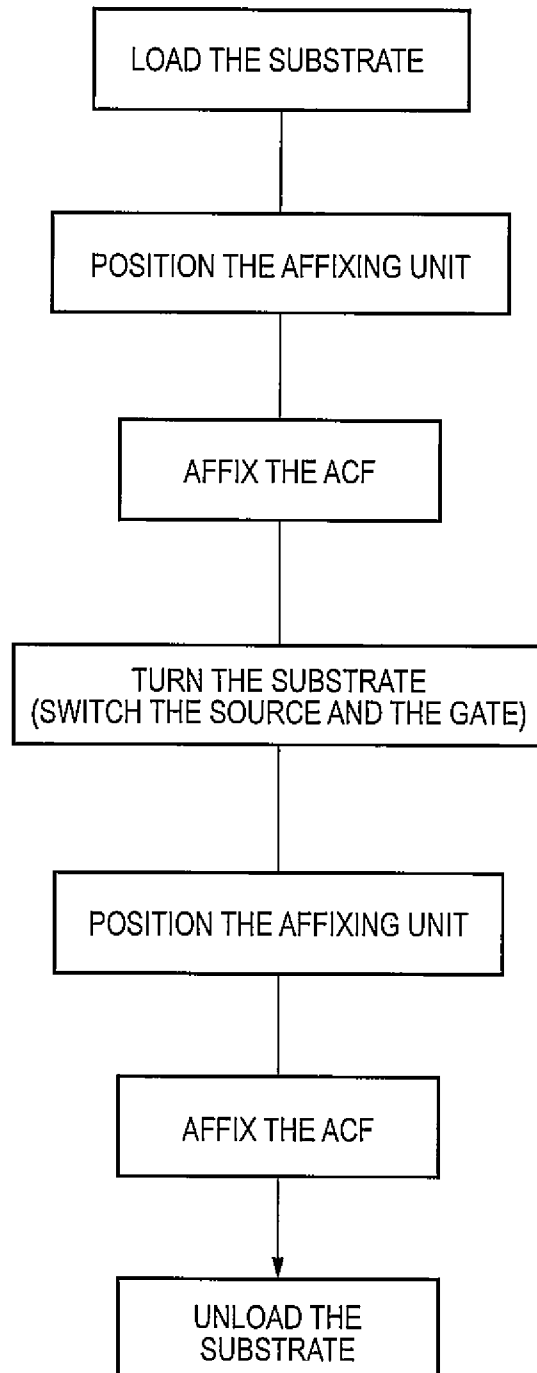 LOAD THE SUBSTRATE
POSITION THE AFFIXING UNIT
AFFIX THE ACF
TURN THE SUBSTRATE
(SWITCH THE SOURCE AND THE GATE)
POSITION THE AFFIXING UNIT
AFFIX THE ACF
UNLOAD THE
SUBSTRATE